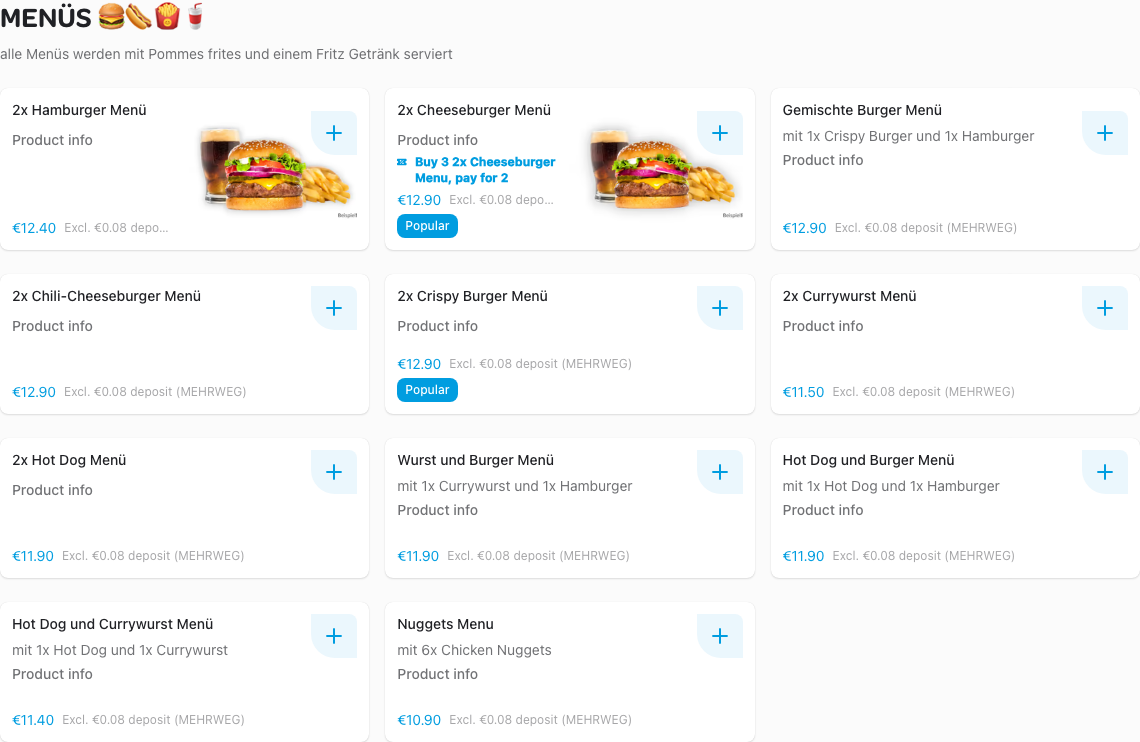 MENÜS
alle Menüs werden mit Pommes frites und einem Fritz Getränk serviert
2x Hamburger Menü
Product info
Beispiel!
€12.40 Excl. €0.08 depo...
2x Cheeseburger Menü
Product info
Buy 3 2x Cheeseburger
Menu, pay for 2
€12.90 Excl. €0.08 depo...
Beispiel!
Popular
Gemischte Burger Menü
mit 1x Crispy Burger und 1x Hamburger
Product info
€12.90 Excl. €0.08 deposit (MEHRWEG)
2x Chili-Cheeseburger Menü
Product info
€12.90 Excl. €0.08 deposit (MEHRWEG)
2x Crispy Burger Menü
Product info
€12.90 Excl. €0.08 deposit (MEHRWEG)
Popular
2x Currywurst Menü
Product info
€11.50 Excl. €0.08 deposit (MEHRWEG)
2x Hot Dog Menü
Product info
€11.90 Excl. €0.08 deposit (MEHRWEG)
Wurst und Burger Menü
mit 1x Currywurst und 1x Hamburger
Product info
€11.90 Excl. €0.08 deposit (MEHRWEG)
Hot Dog und Burger Menü
mit 1x Hot Dog und 1x Hamburger
Product info
€11.90 Excl. €0.08 deposit (MEHRWEG)
Hot Dog und Currywurst Menü
mit 1x Hot Dog und 1x Currywurst
Product info
€11.40 Excl. €0.08 deposit (MEHRWEG)
Nuggets Menu
mit 6x Chicken Nuggets
Product info
€10.90 Excl. €0.08 deposit (MEHRWEG)